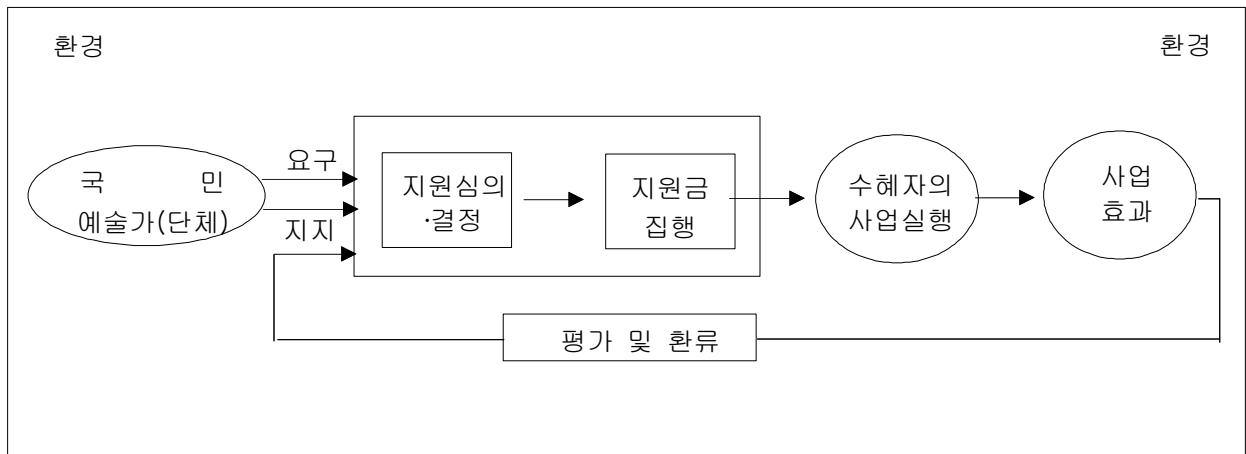 환경
환경
국 민
예술가(단체)
요구
지지
지원심의
·결정
지원금
집행
수혜자의
사업실행
사업
효과
평가 및 환류